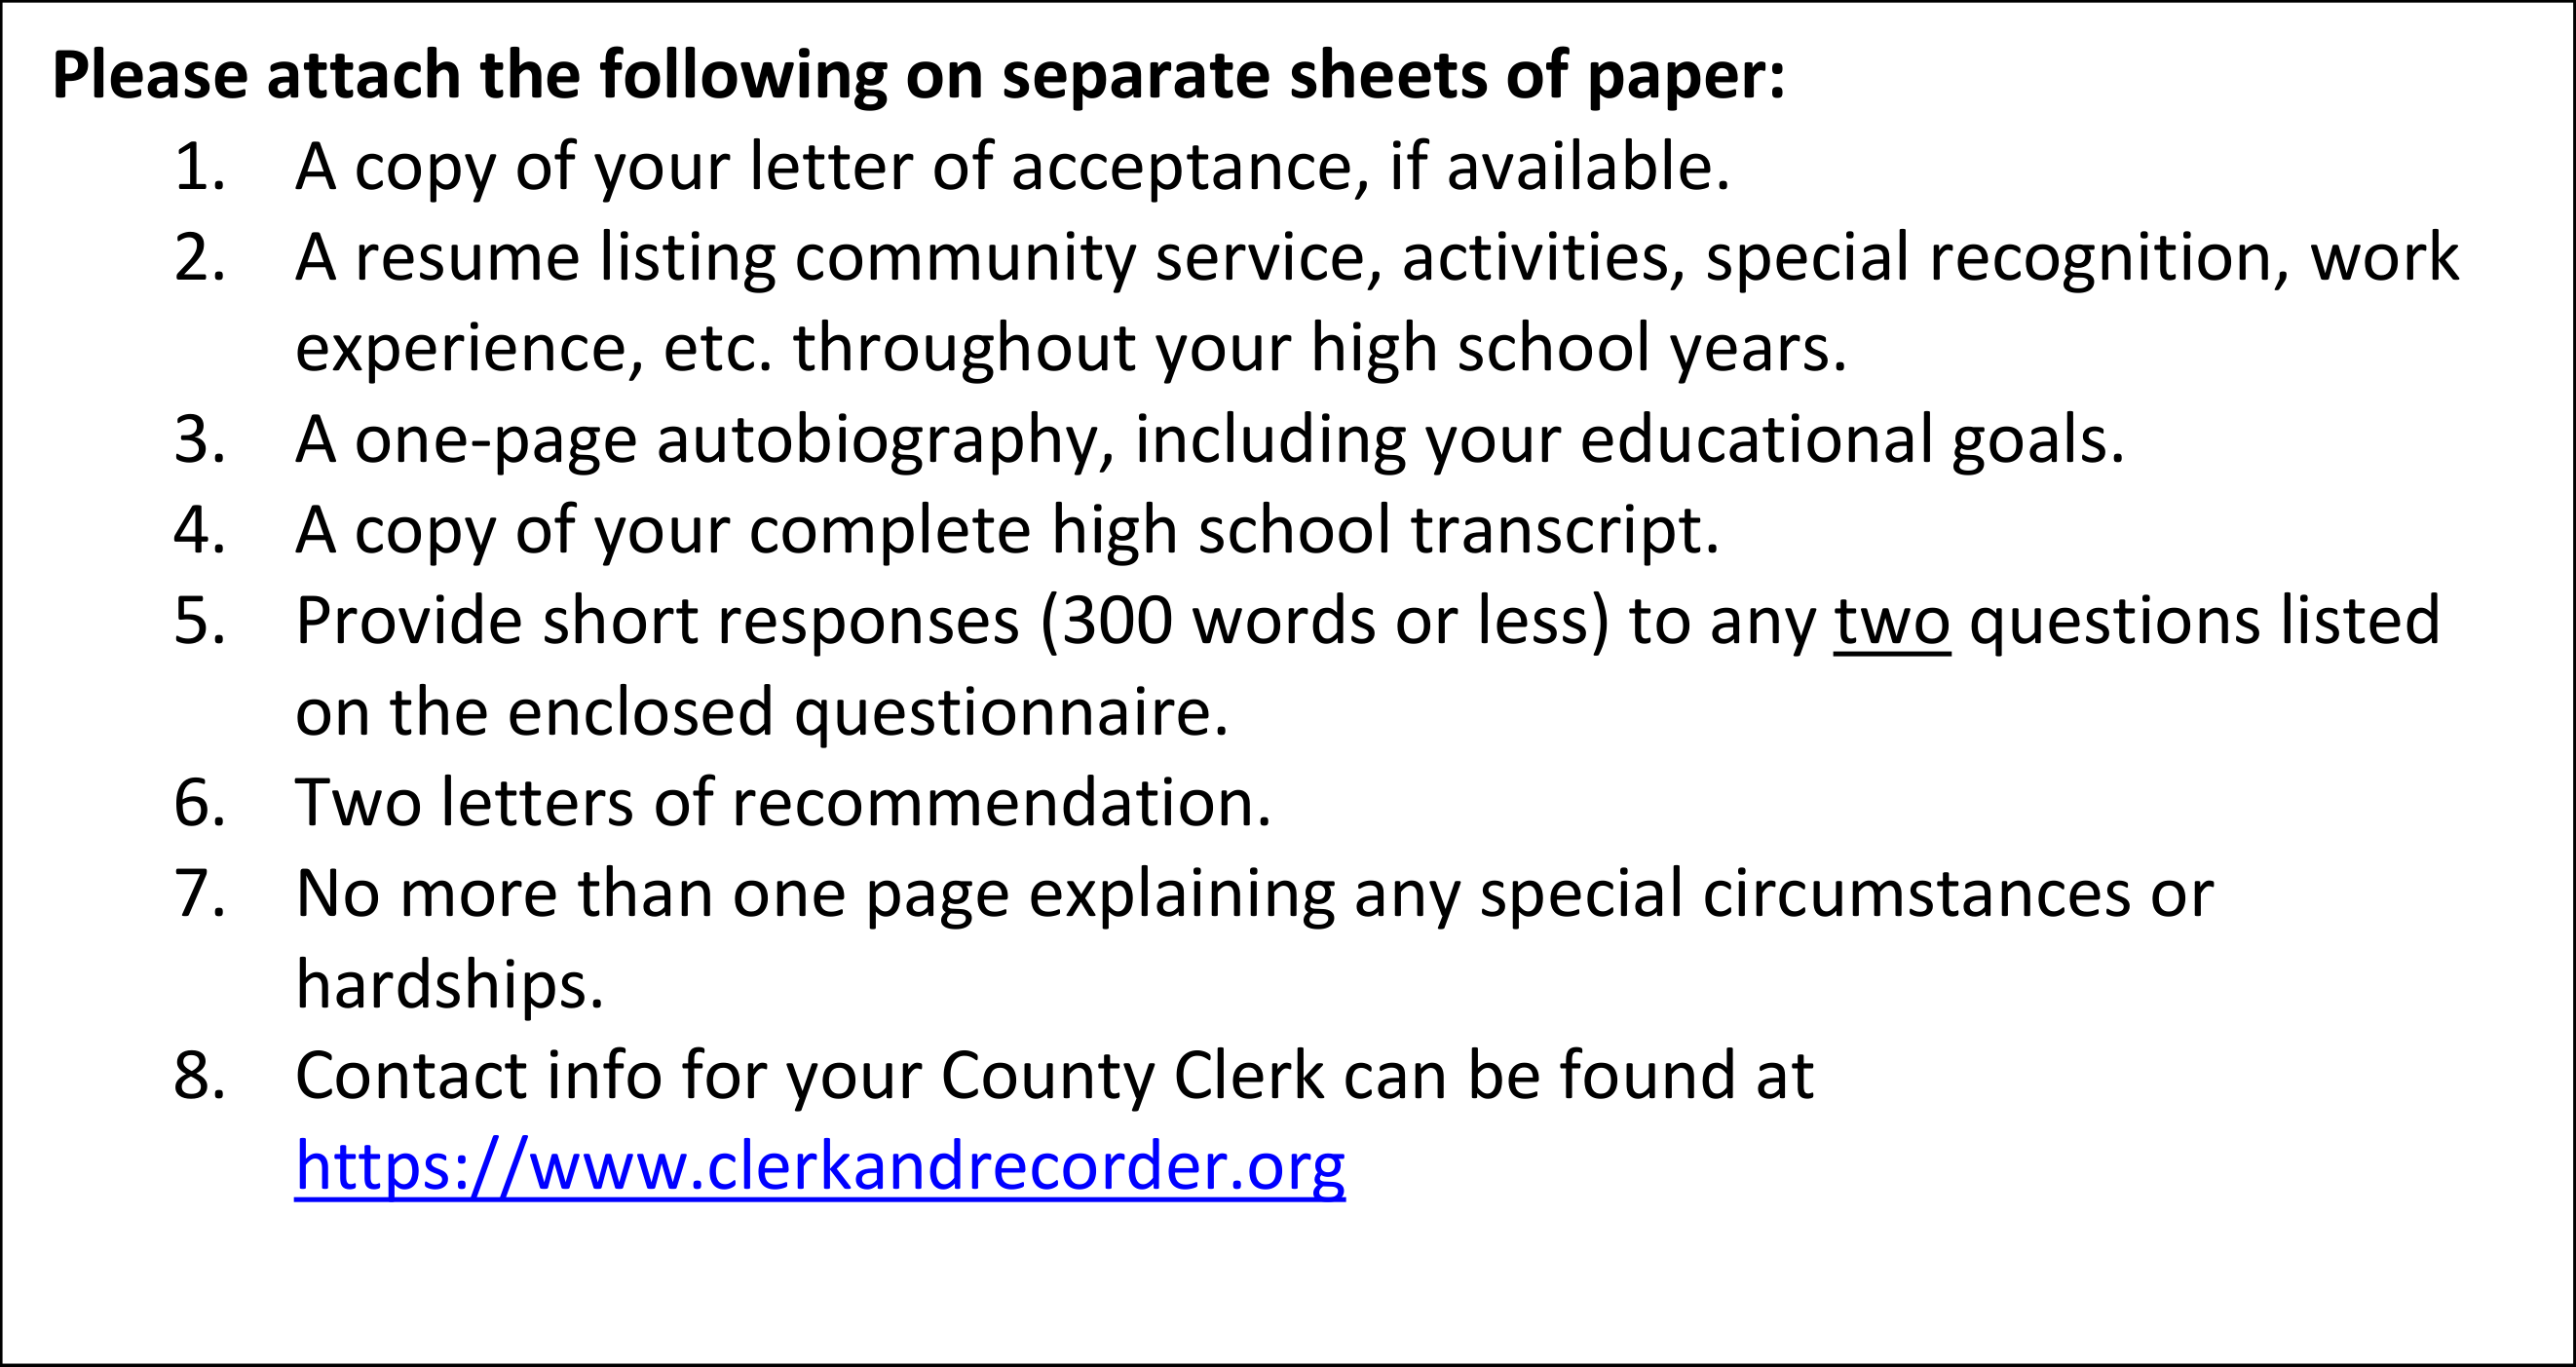 Please attach the following on separate sheets of paper:
1. A copy of your letter of acceptance, if available.
2. A resume listing community service, activities, special recognition, work
experience, etc. throughout your high school years.
3. A one-page autobiography, including your educational goals.
4. A copy of your complete high school transcript.
5. Provide short responses (300 words or less) to any two questions listed
on the enclosed questionnaire.
6. Two letters of recommendation.
7. No more than one page explaining any special circumstances or
hardships.
8. Contact info for your County Clerk can be found at
https://www.clerkandrecorder.org